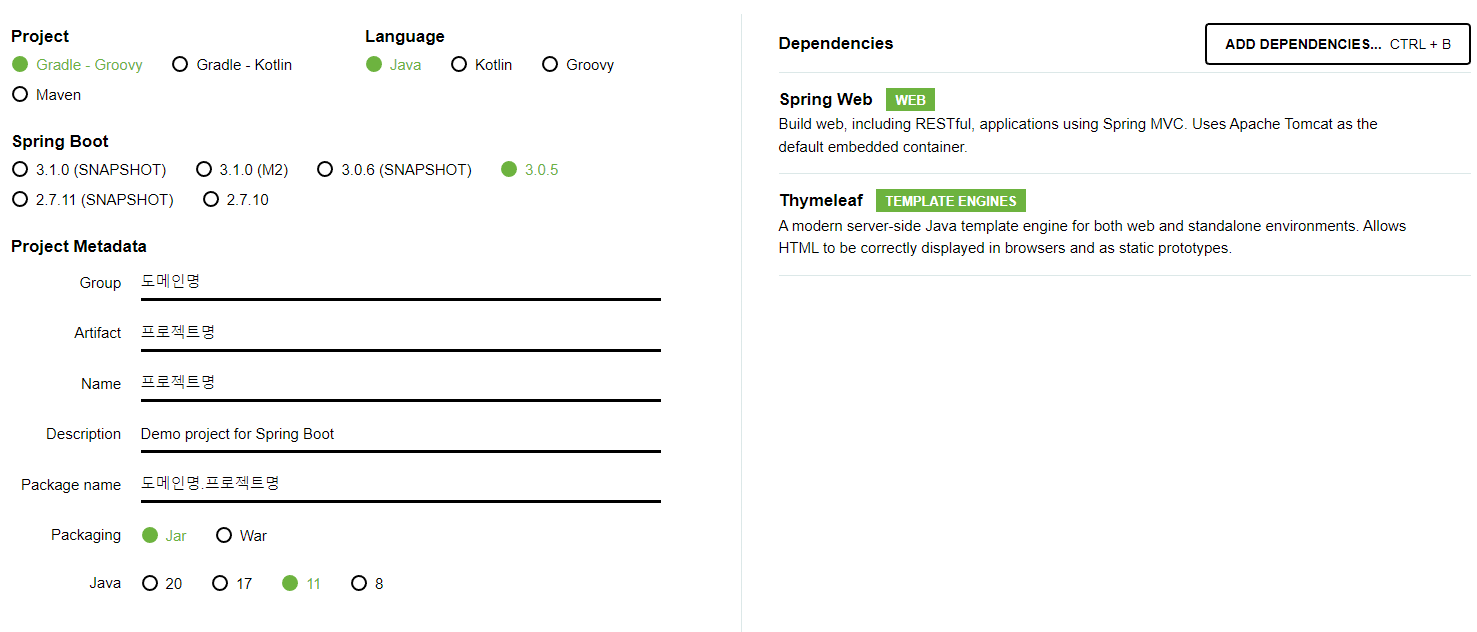 Project
Gradle - Groovy Gradle - Kotlin
Maven
Language
Java Kotlin Groovy
Spring Boot
3.1.0 (SNAPSHOT) 3.1.0 (M2) 3.0.6 (SNAPSHOT) 3.0.5
2.7.11 (SNAPSHOT) 2.7.10
Project Metadata
Group 도메인명
Artifact 프로젝트명
Name 프로젝트명
Description Demo project for Spring Boot
Package name 도메인명.프로젝트명
Packaging Jar War
Java 20 17 11 8
Dependencies
ADD DEPENDENCIES... CTRL + B
Spring Web WEB
Build web, including RESTful, applications using Spring MVC. Uses Apache Tomcat as the
default embedded container.
Thymeleaf TEMPLATE ENGINES
A modern server-side Java template engine for both web and standalone environments. Allows
HTML to be correctly displayed in browsers and as static prototypes.